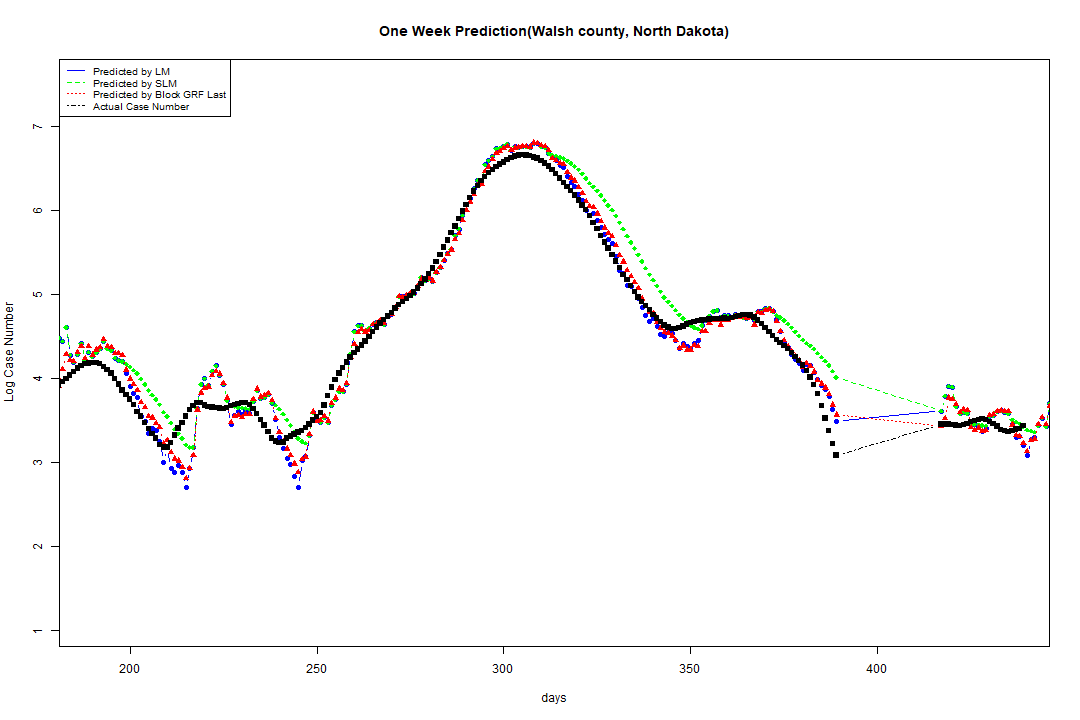 One Week Prediction(Walsh county, North Dakota)
Predicted by LM
Predicted by SLM
Predicted by Block GRF Last
Actual Case Number
7
6
5
4
3
2
1
Log Case Number
200 250 300 350 400
days